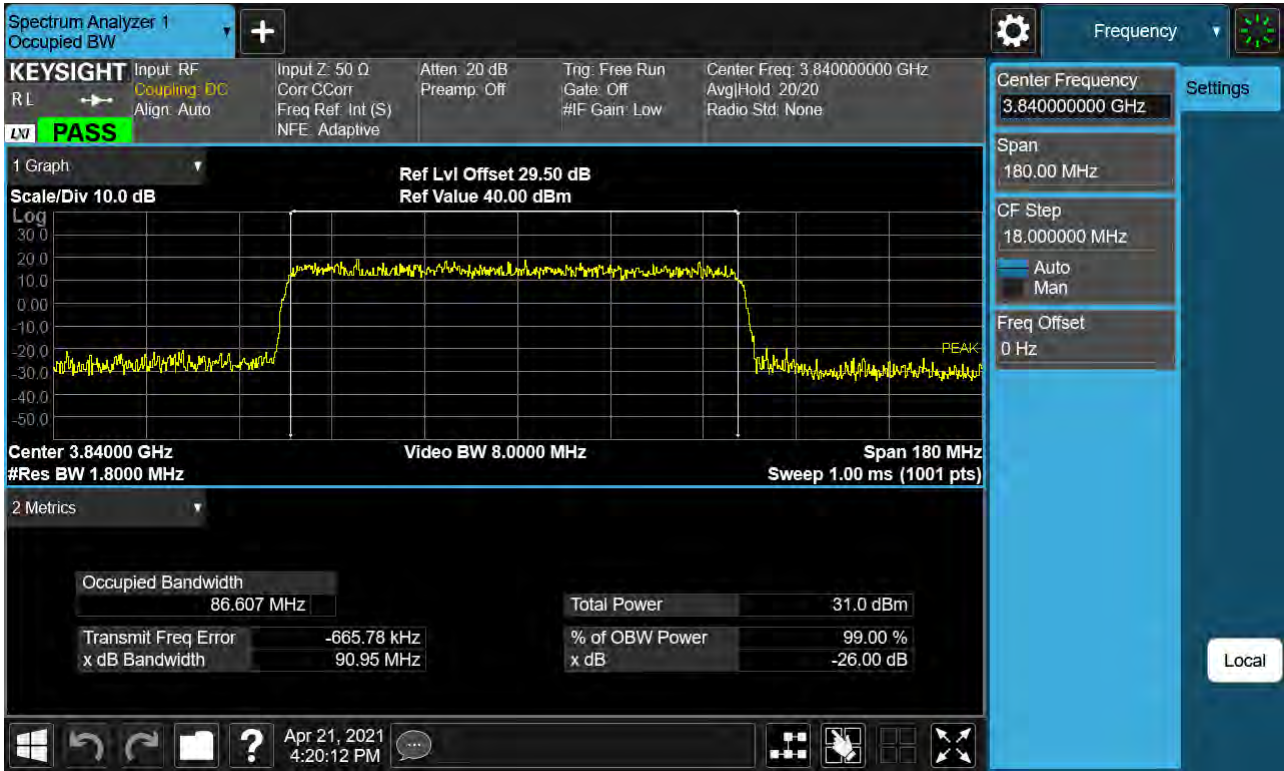 Spectrum Analyzer 1
Occupied BW
Frequency
KEYSIGHT
Input: RF
Coupling: DC
Align: Auto
Input Z: 50 Ω
Corr CCorr
Freq Ref: Int (S)
NFE: Adaptive
Atten: 20 dB
Preamp: Off
Trig: Free Run
Gate: Off
#IF Gain: Low
Center Freq: 3.840000000 GHz
Avg|Hold: 20/20
Radio Std: None
R L
LXI
PASS
Center Frequency
3.840000000 GHz
Settings
Span
180.00 MHz
CF Step
18.000000 MHz
Auto
Man
Freq Offset
0 Hz
Local
1 Graph
Scale/Div 10.0 dB
Ref Lvl Offset 29.50 dB
Ref Value 40.00 dBm
Log
30.0
20.0
10.0
0.00
-10.0
-20.0
-30.0
-40.0
-50.0
PEAK
Center 3.84000 GHz
#Res BW 1.8000 MHz
Video BW 8.0000 MHz
Span 180 MHz
Sweep 1.00 ms (1001 pts)
2 Metrics
Occupied Bandwidth
86.607 MHz
Total Power 31.0 dBm
Transmit Freq Error -665.78 kHz
% of OBW Power 99.00 %
x dB Bandwidth 90.95 MHz
x dB -26.00 dB
?
Apr 21, 2021
4:20:12 PM